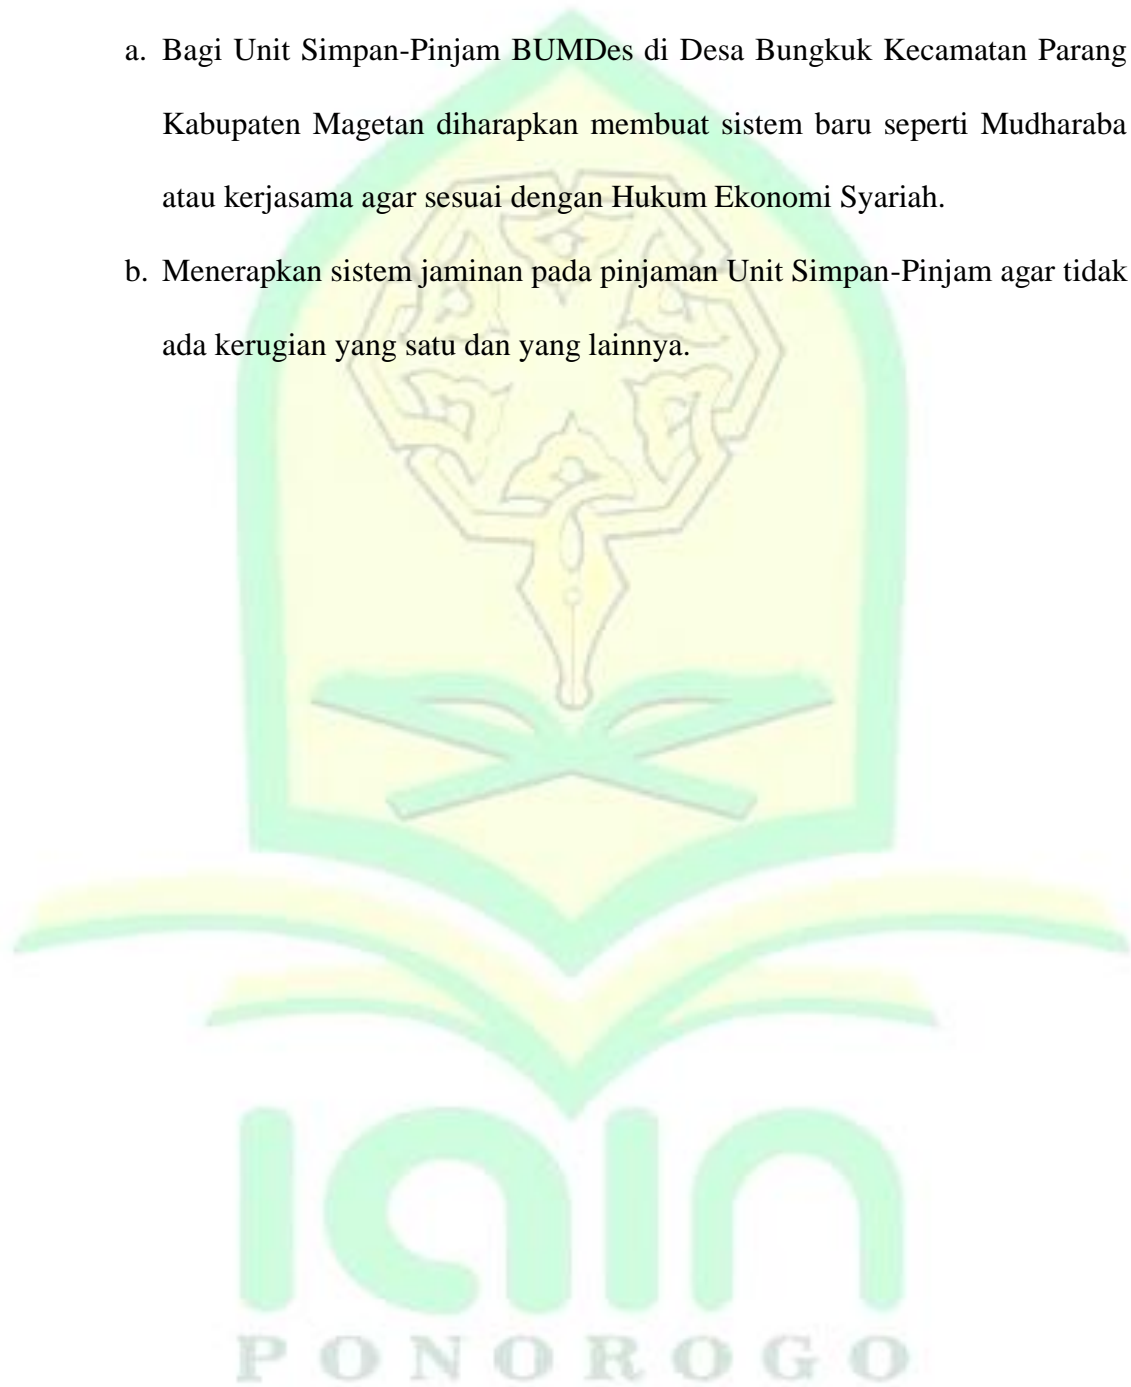 a. Bagi Unit Simpan-Pinjam BUMDes di Desa Bungkuk Kecamatan Parang
Kabupaten Magetan diharapkan membuat sistem baru seperti Mudharaba
atau kerjasama agar sesuai dengan Hukum Ekonomi Syariah.
b. Menerapkan sistem jaminan pada pinjaman Unit Simpan-Pinjam agar tidak
ada kerugian yang satu dan yang lainnya.
iain
PONOROGO